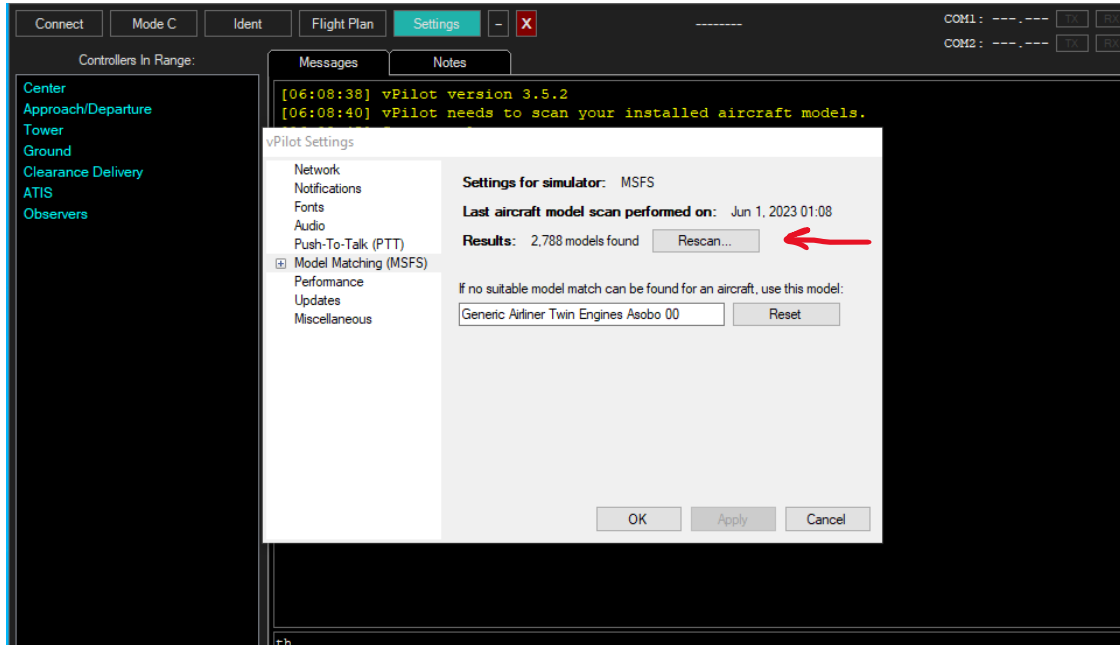 Connect Mode C Ident Flight Plan Settings - X -------- COM1: ---.--- TX RX
COM2: ---.--- TX RX
Controllers In Range:
Messages Notes
Center
Approach/Departure
Tower
Ground
Clearance Delivery
ATIS
Observers
[06:08:38] vPilot version 3.5.2
[06:08:40] vPilot needs to scan your installed aircraft models.
vPilot Settings
Network
Notifications
Fonts
Audio
Push-To-Talk (PTT)
Model Matching (MSFS)
Performance
Updates
Miscellaneous
Settings for simulator: MSFS
Last aircraft model scan performed on: Jun 1, 2023 01:08
Results: 2,788 models found Rescan...
If no suitable model match can be found for an aircraft, use this model:
Generic Airliner Twin Engines Asobo 00 Reset
OK Apply Cancel